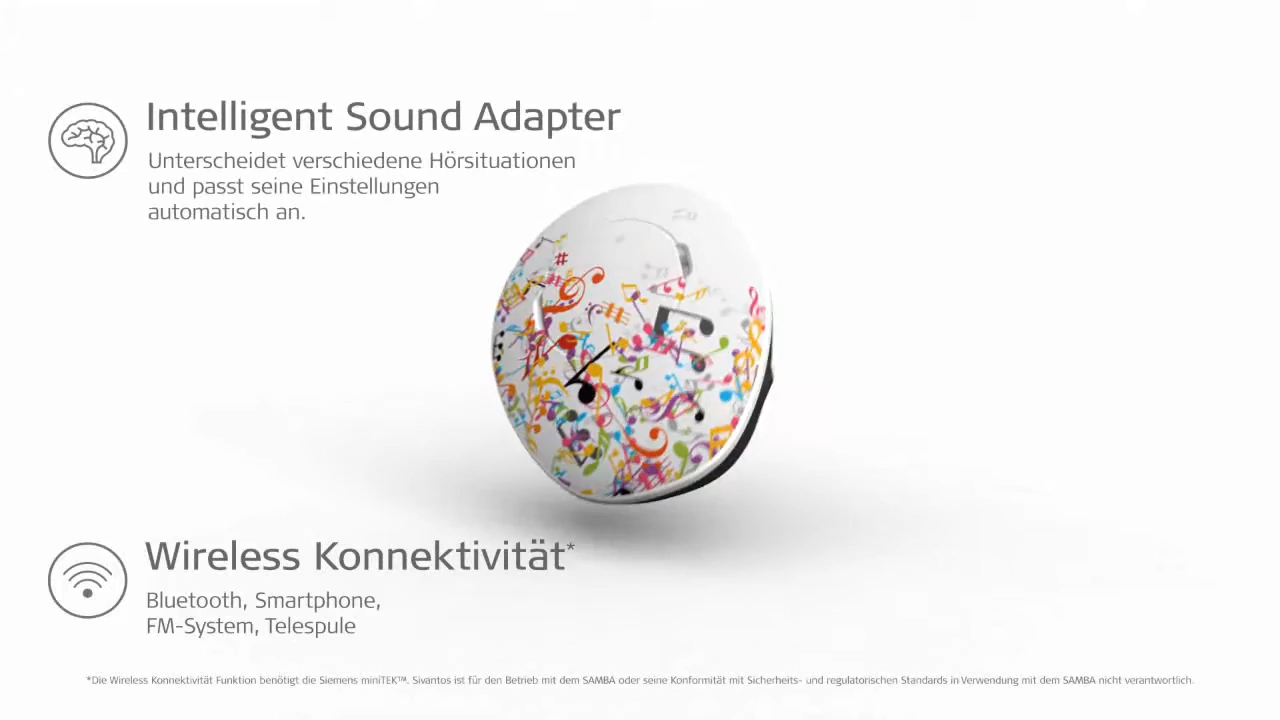 Intelligent Sound Adapter
Unterscheidet verschiedene Hörsituationen
und passt seine Einstellungen
automatisch an.
Wireless Konnektivität*
Bluetooth, Smartphone,
FM-System, Telespule
*Die Wireless Konnektivität Funktion benötigt die Siemens miniTEK™. Sivantos ist für den Betrieb mit dem SAMBA oder seine Konformität mit Sicherheits- und regulatorischen Standards in Verwendung mit dem SAMBA nicht verantwortlich.